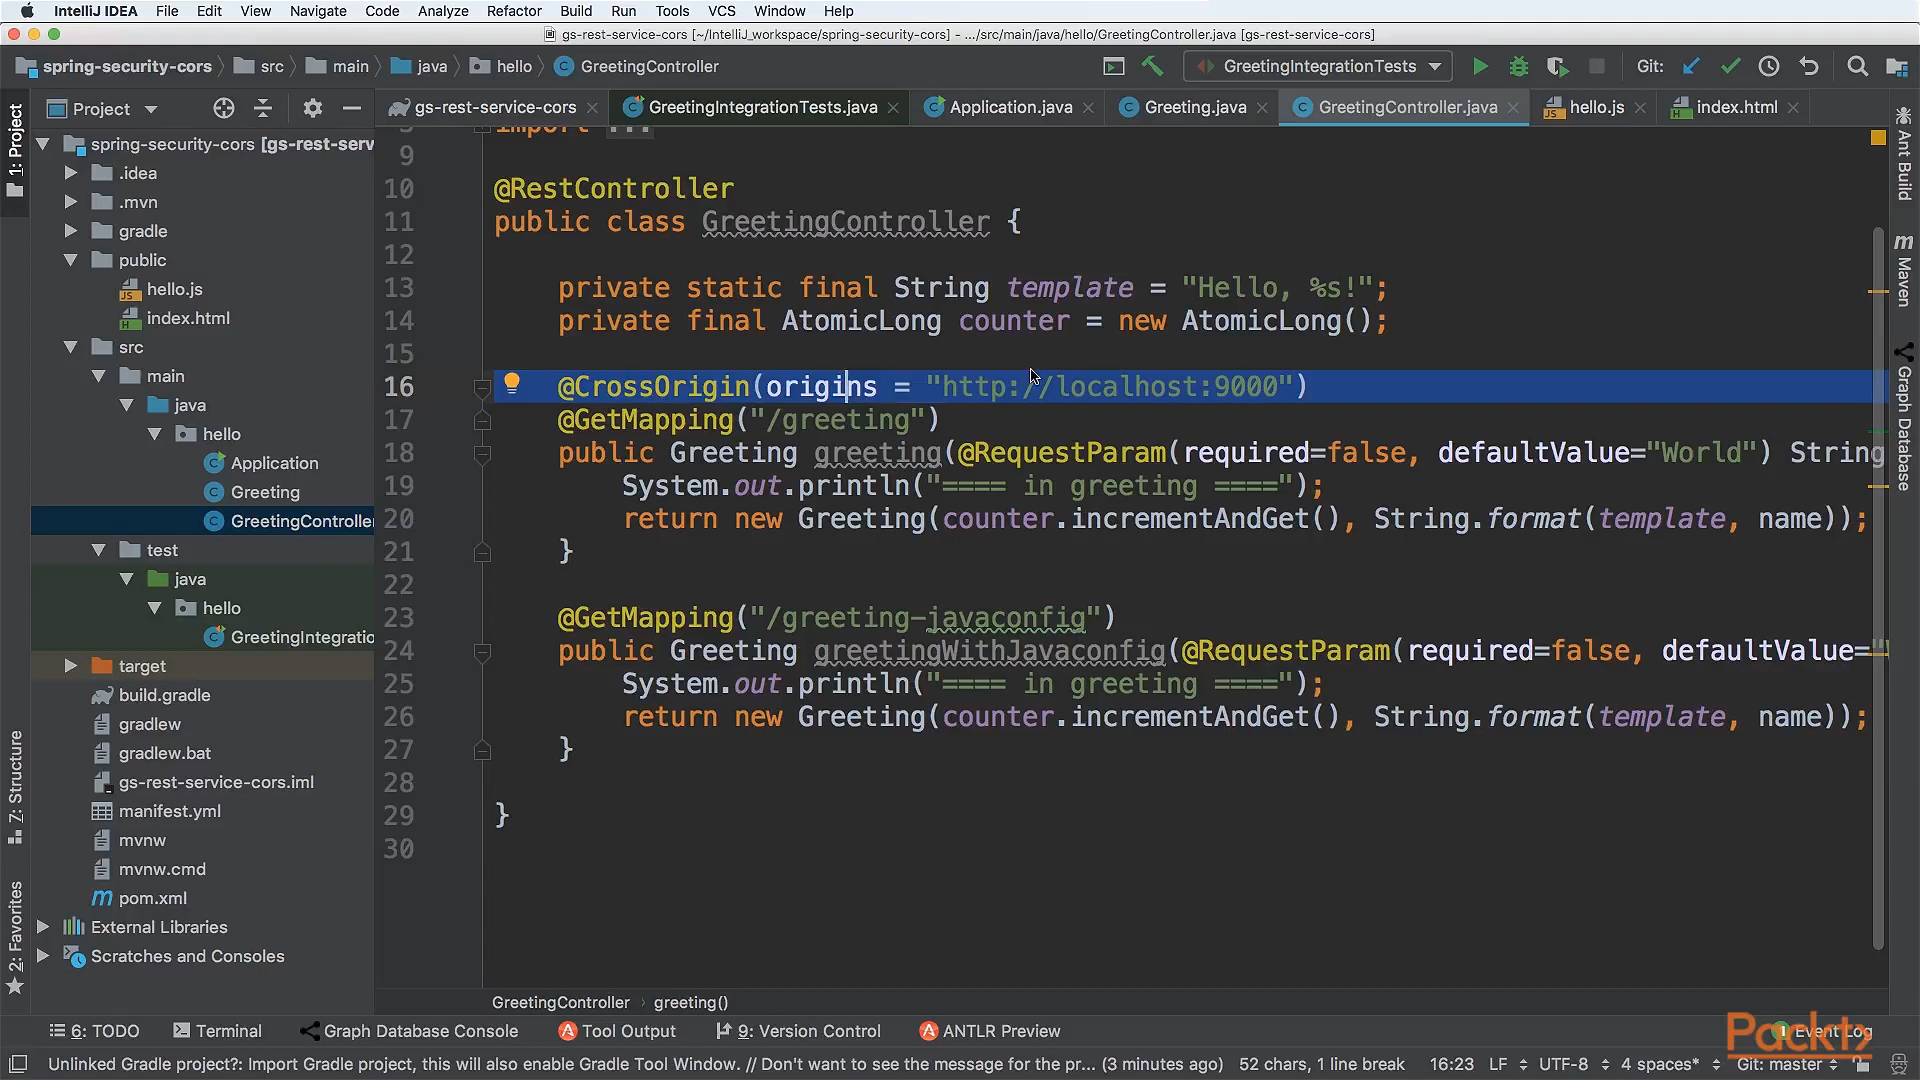 IntelliJ IDEA File Edit View Navigate Code Analyze Refactor Build Run Tools VCS Window Help
gs-rest-service-cors [~/IntelliJ_workspace/spring-security-cors] - .../src/main/java/hello/GreetingController.java [gs-rest-service-cors]
spring-security-cors src main java hello GreetingController GreetingIntegrationTests Git:
1: Project
Project
gs-rest-service-cors GreetingIntegrationTests.java Application.java Greeting.java GreetingController.java hello.js index.html
spring-security-cors [gs-rest-serv
.idea
.mvn
gradle
public
hello.js
index.html
src
main
java
hello
Application
Greeting
GreetingControlle
test
java
hello
GreetingIntegratio
target
build.gradle
gradlew
gradlew.bat
gs-rest-service-cors.iml
manifest.yml
mvnw
mvnw.cmd
pom.xml
External Libraries
Scratches and Consoles
7: Structure
2: Favorites
import ...
9
10 @RestController
11 public class GreetingController {
12
13 private static final String template = "Hello, %s!";
14 private final AtomicLong counter = new AtomicLong();
15
16 @CrossOrigin(origins = "http://localhost:9000")
17 @GetMapping("/greeting")
18 public Greeting greeting(@RequestParam(required=false, defaultValue="World") String
19 System.out.println("==== in greeting ====");
20 return new Greeting(counter.incrementAndGet(), String.format(template, name));
21 }
22
23 @GetMapping("/greeting-javaconfig")
24 public Greeting greetingWithJavaconfig(@RequestParam(required=false, defaultValue="
25 System.out.println("==== in greeting ====");
26 return new Greeting(counter.incrementAndGet(), String.format(template, name));
27 }
28
29 }
30
Ant Build
Maven
Graph Database
GreetingController greeting()
6: TODO Terminal Graph Database Console Tool Output 9: Version Control ANTLR Preview 1 Event Log
Packt
Unlinked Gradle project?: Import Gradle project, this will also enable Gradle Tool Window. // Don't want to see the message for the pr... (3 minutes ago) 52 chars, 1 line break 16:23 LF UTF-8 4 spaces* Git: master